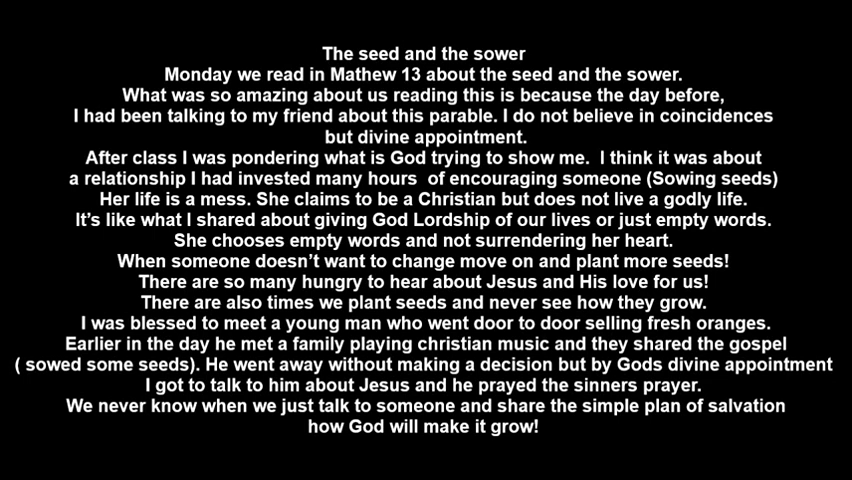 The seed and the sower
Monday we read in Mathew 13 about the seed and the sower.
What was so amazing about us reading this is because the day before,
I had been talking to my friend about this parable. I do not believe in coincidences
but divine appointment.
After class I was pondering what is God trying to show me.  I think it was about
a relationship I had invested many hours  of encouraging someone (Sowing seeds)
Her life is a mess. She claims to be a Christian but does not live a godly life.
It’s like what I shared about giving God Lordship of our lives or just empty words.
She chooses empty words and not surrendering her heart.
When someone doesn’t want to change move on and plant more seeds!
There are so many hungry to hear about Jesus and His love for us!
There are also times we plant seeds and never see how they grow.
I was blessed to meet a young man who went door to door selling fresh oranges.
Earlier in the day he met a family playing christian music and they shared the gospel
( sowed some seeds). He went away without making a decision but by Gods divine appointment
I got to talk to him about Jesus and he prayed the sinners prayer.
We never know when we just talk to someone and share the simple plan of salvation
how God will make it grow!